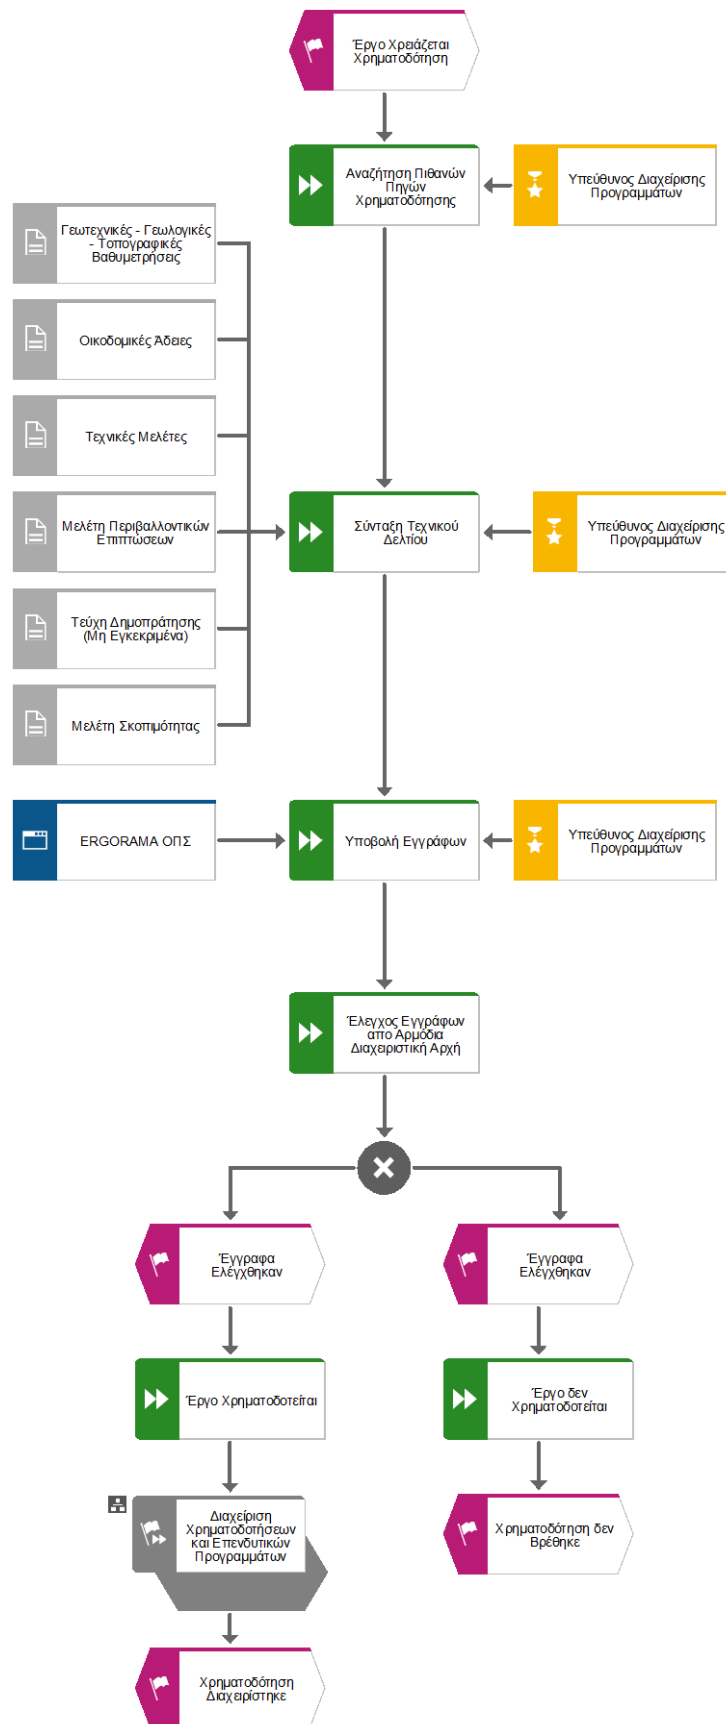 Έργο Χρειάζεται
Χρηματοδότηση
Αναζήτηση Πιθανών
Πηγών
Χρηματοδότησης
Υπεύθυνος Διαχείρισης
Προγραμμάτων
Γεωτεχνικές - Γεωλογικές
- Τοπογραφικές
Βαθυμετρήσεις
Οικοδομικές Άδειες
Τεχνικές Μελέτες
Μελέτη Περιβαλλοντικών
Επιπτώσεων
Σύνταξη Τεχνικού
Δελτίου
Υπεύθυνος Διαχείρισης
Προγραμμάτων
Τεύχη Δημοπράτησης
(Μη Εγκεκριμένα)
Μελέτη Σκοπιμότητας
ERGORAMA ΟΠΣ
Υποβολή Εγγράφων
Υπεύθυνος Διαχείρισης
Προγραμμάτων
Έλεγχος Εγγράφων
απο Αρμόδια
Διαχειριστική Αρχή
Έγγραφα
Ελέγχθηκαν
Έγγραφα
Ελέγχθηκαν
Έργο Χρηματοδοτείται
Έργο δεν
Χρηματοδοτείται
Διαχείριση
Χρηματοδοτήσεων
και Επενδυτικών
Προγραμμάτων
Χρηματοδότηση δεν
Βρέθηκε
Χρηματοδότηση
Διαχειρίστηκε